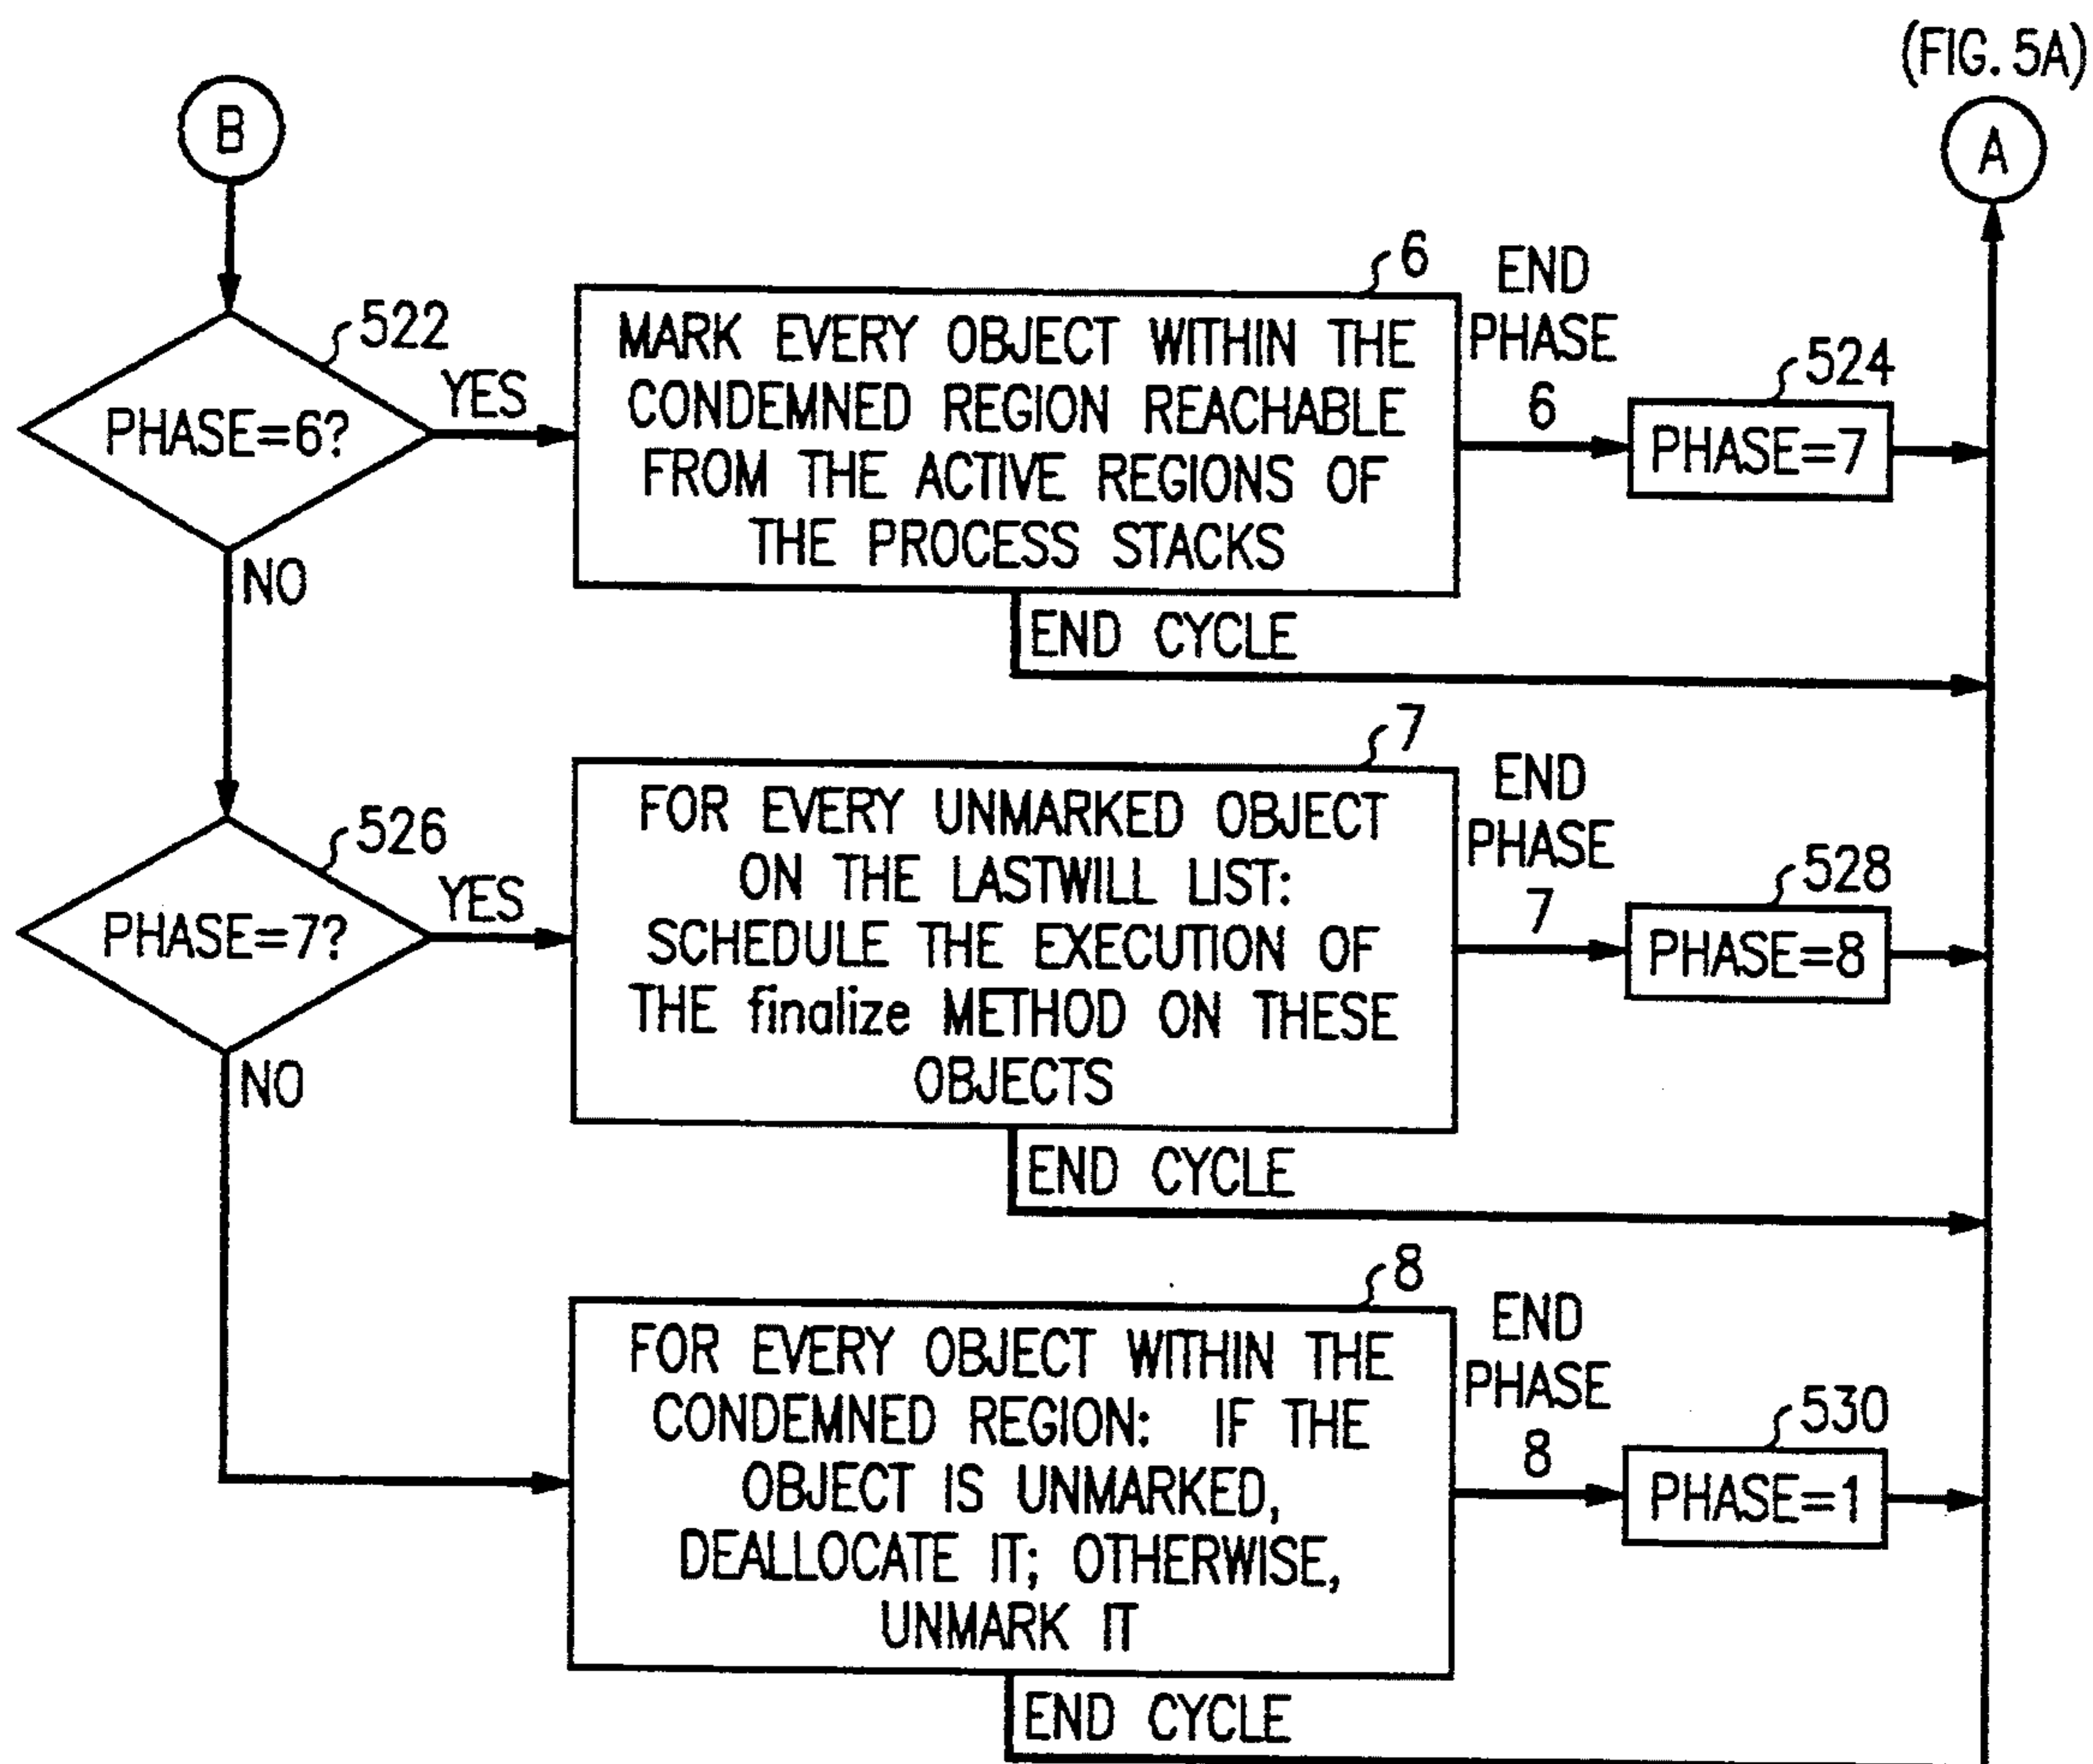 (FIG. 5A)
B
A
522
PHASE=6?
YES
NO
6
MARK EVERY OBJECT WITHIN THE
CONDEMNED REGION REACHABLE
FROM THE ACTIVE REGIONS OF
THE PROCESS STACKS
END
PHASE
6
524
PHASE=7
END CYCLE
526
PHASE=7?
YES
NO
7
FOR EVERY UNMARKED OBJECT
ON THE LASTWILL LIST:
SCHEDULE THE EXECUTION OF
THE finalize METHOD ON THESE
OBJECTS
END
PHASE
7
528
PHASE=8
END CYCLE
8
FOR EVERY OBJECT WITHIN THE
CONDEMNED REGION: IF THE
OBJECT IS UNMARKED,
DEALLOCATE IT; OTHERWISE,
UNMARK IT
END
PHASE
8
530
PHASE=1
END CYCLE